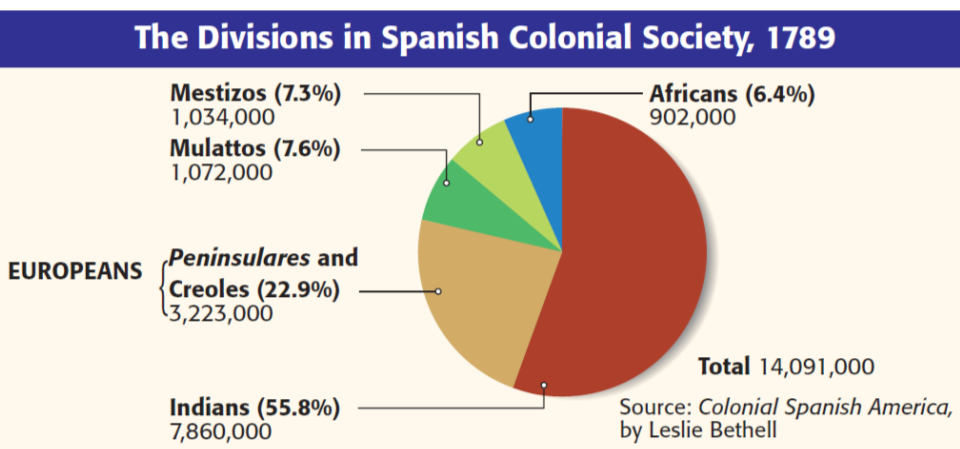 The Divisions in Spanish Colonial Society, 1789
Mestizos (7.3%)
1,034,000
Mulattos (7.6%)
1,072,000
EUROPEANS
Peninsulares and
Creoles (22.9%)
3,223,000
Indians (55.8%)
7,860,000
Africans (6.4%)
902,000
Total 14,091,000
Source: Colonial Spanish America,
by Leslie Bethell